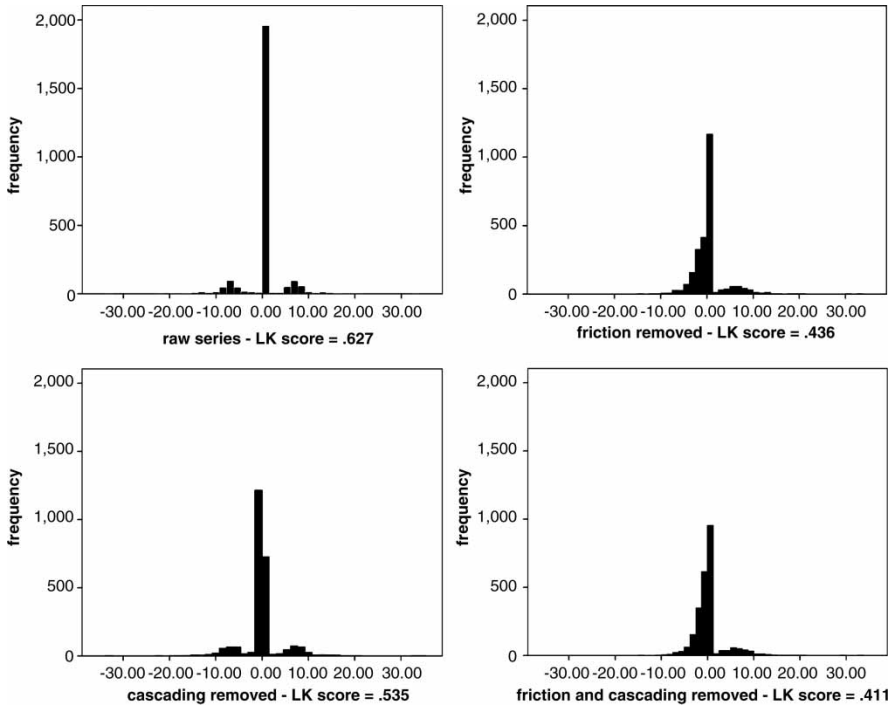 2,000
1,500
1,000
500
0
frequency
-30.00 -20.00 -10.00 0.00 10.00 20.00 30.00
raw series - LK score = .627
2,000
1,500
1,000
500
0
frequency
-30.00 -20.00 -10.00 0.00 10.00 20.00 30.00
friction removed - LK score = .436
2,000
1,500
1,000
500
0
frequency
-30.00 -20.00 -10.00 0.00 10.00 20.00 30.00
cascading removed - LK score = .535
2,000
1,500
1,000
500
0
frequency
-30.00 -20.00 -10.00 0.00 10.00 20.00 30.00
friction and cascading removed - LK score = .411